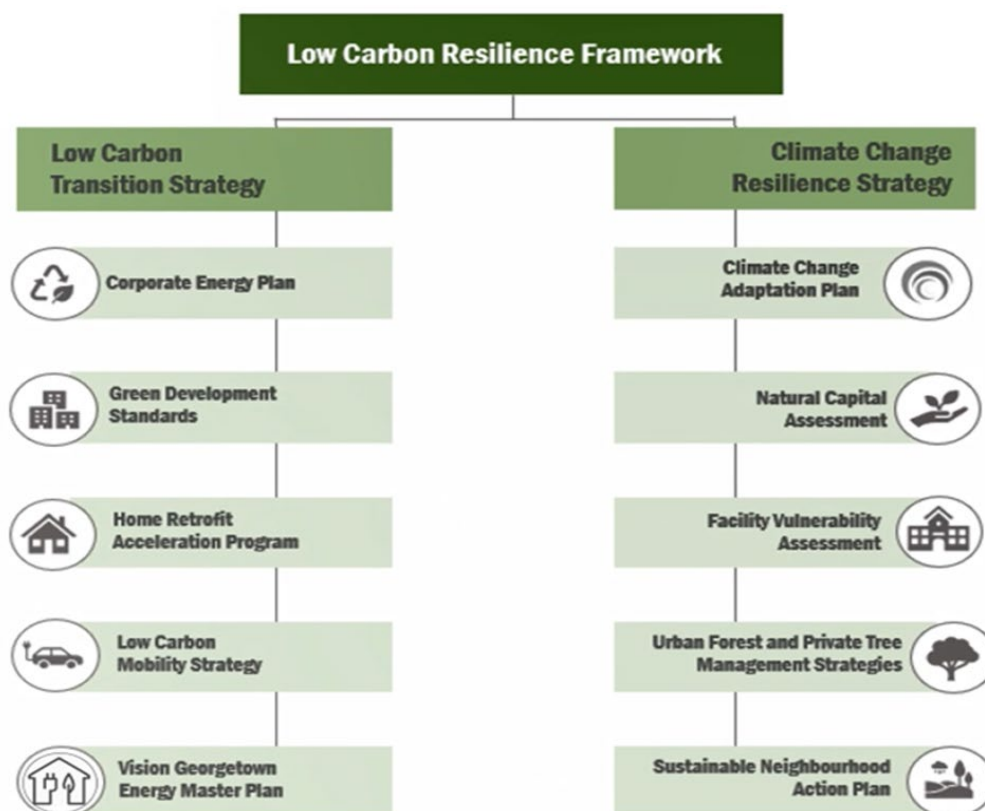 Low Carbon Resilience Framework
Low Carbon
Transition Strategy
Corporate Energy Plan
Green Development
Standards
Home Retrofit
Acceleration Program
Low Carbon
Mobility Strategy
Vision Georgetown
Energy Master Plan
Climate Change
Resilience Strategy
Climate Change
Adaptation Plan
Natural Capital
Assessment
Facility Vulnerability
Assessment
Urban Forest and Private Tree
Management Strategies
Sustainable Neighbourhood
Action Plan